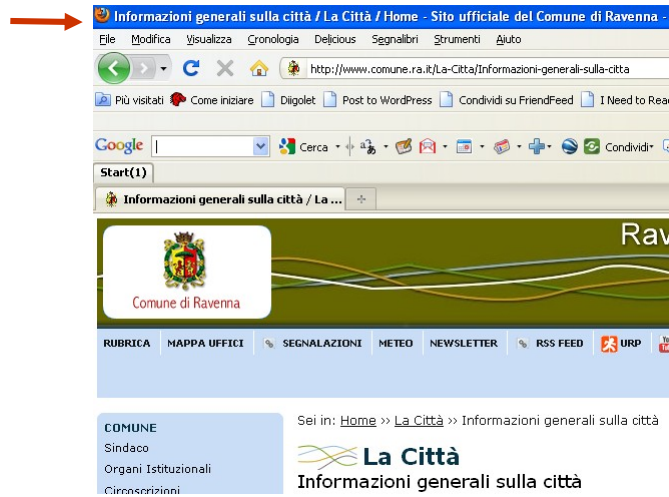 Informazioni generali sulla città / La Città / Home - Sito ufficiale del Comune di Ravenna -
File Modifica Visualizza Cronologia Delicious Segnalibri Strumenti Aiuto
http://www.comune.ra.it/La-Citta/Informazioni-generali-sulla-citta
Più visitati Come iniziare Diigolet Post to WordPress Condividi su FriendFeed I Need to Rea
Google Cerca Condividi
Start(1)
Informazioni generali sulla città / La ...
Rav
Comune di Ravenna
RUBRICA MAPPA UFFICI SEGNALAZIONI METEO NEWSLETTER RSS FEED URP
Sei in: Home >> La Città >> Informazioni generali sulla città
COMUNE
Sindaco
Organi Istituzionali
Circoscrizioni
La Città
Informazioni generali sulla città